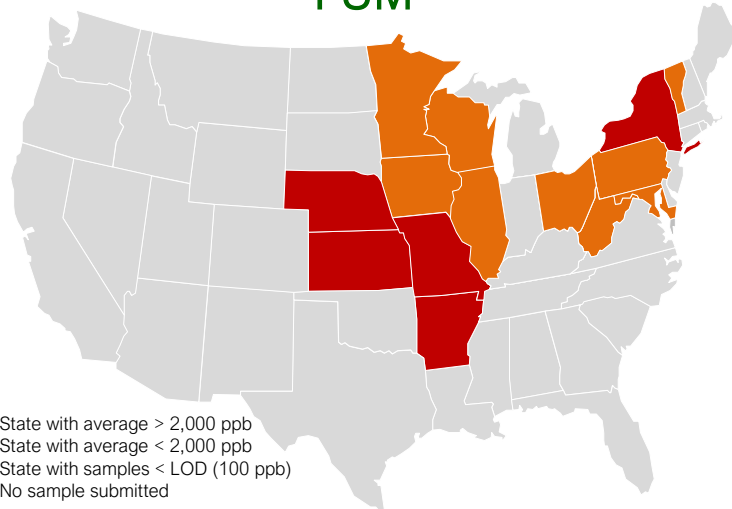 FUM
State with average > 2,000 ppb
State with average < 2,000 ppb
State with samples < LOD (100 ppb)
No sample submitted